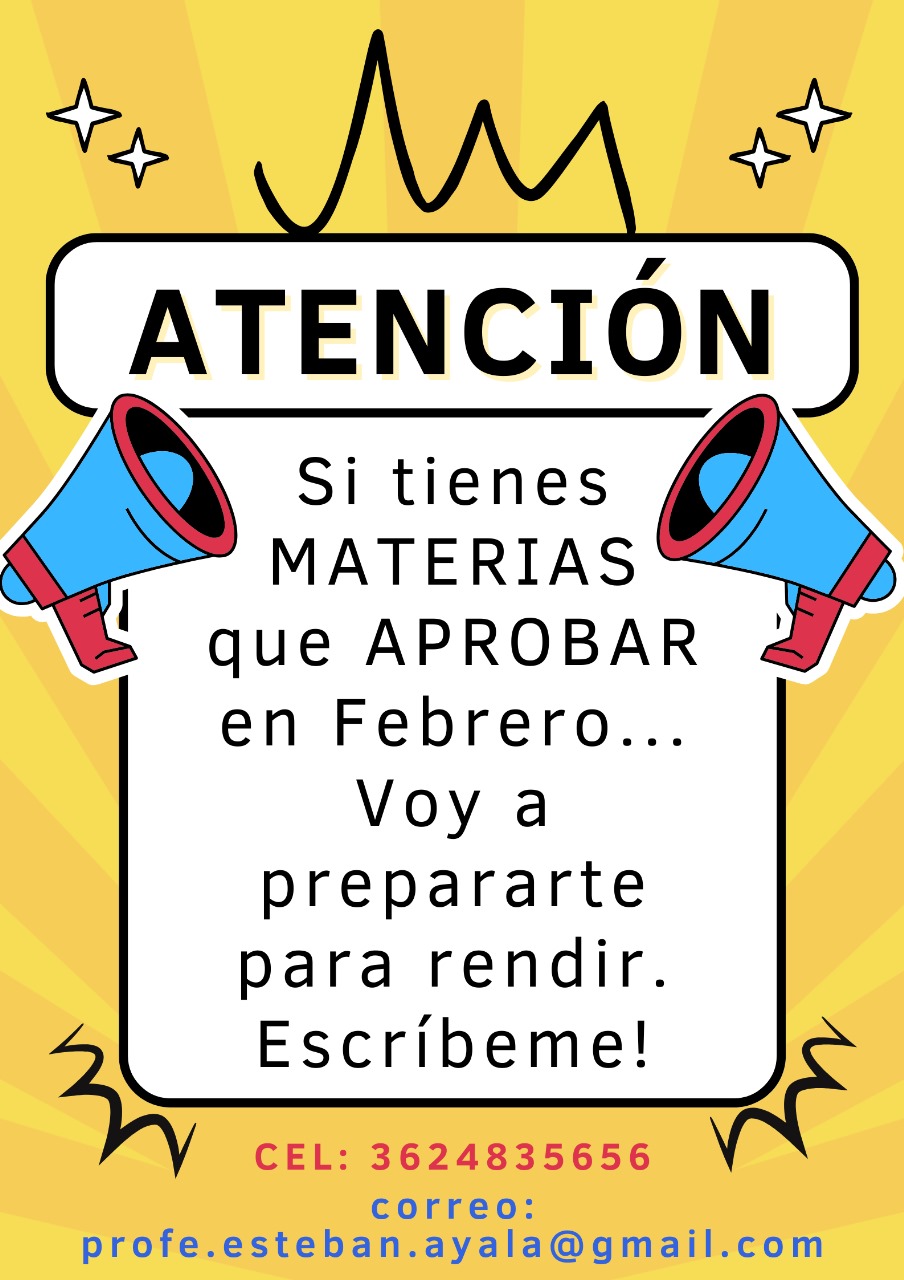 ATENCIÓN
Si tienes
MATERIAS
que APROBAR
en Febrero...
Voy a
prepararte
para rendir.
Escríbeme!
CEL: 3624835656
correo:
profe.esteban.ayala@gmail.com